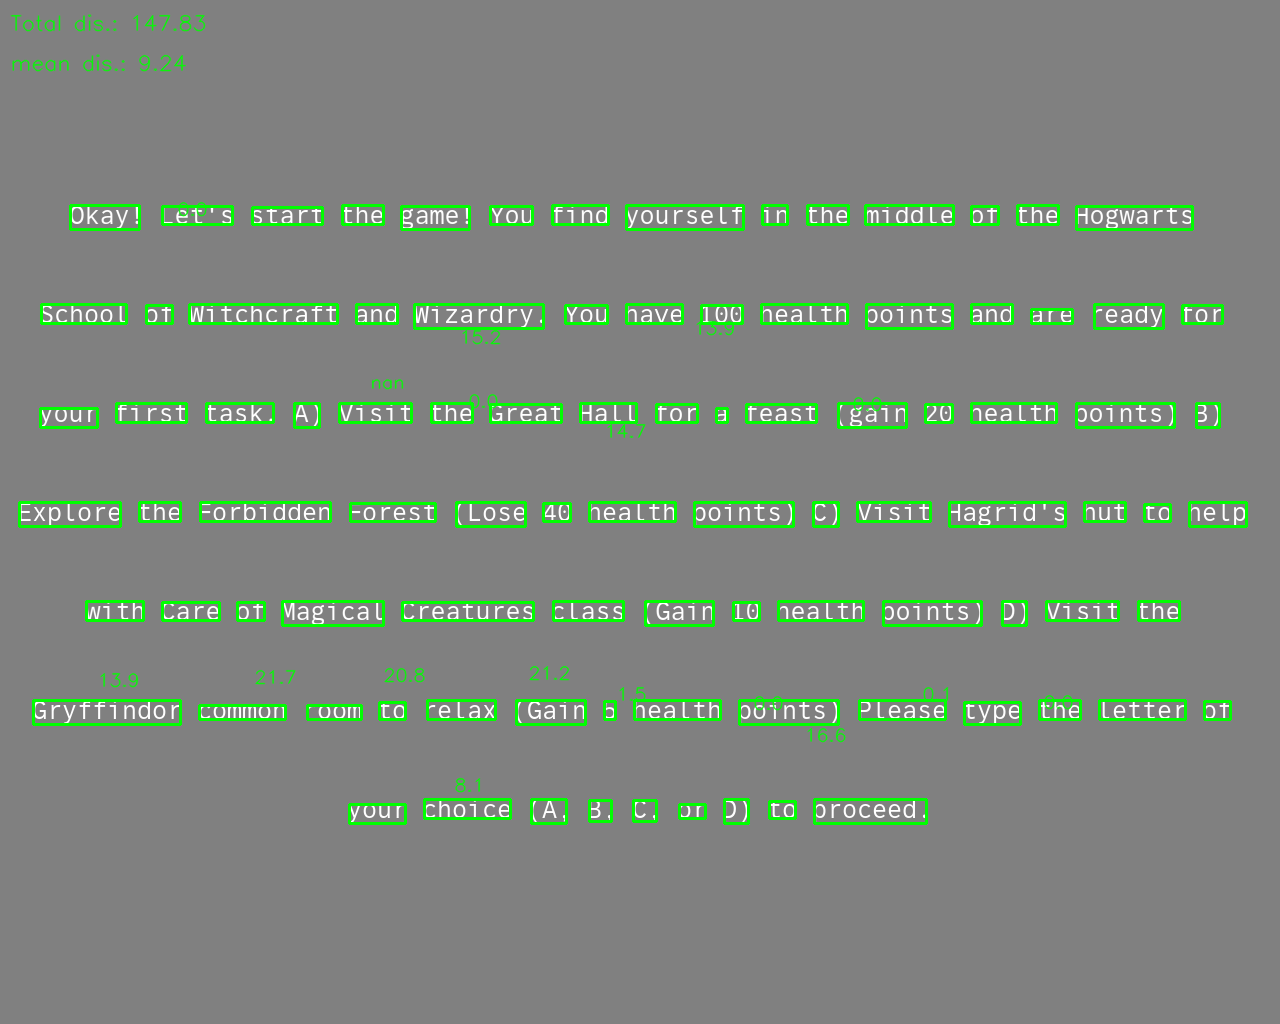 Total dis.: 147.83
mean dis.: 9.24
Okay! Let's start the game! You find yourself in the middle of the Hogwarts
School of Witchcraft and Wizardry. You have 100 health points and are ready for
15.2 13.9
nan
your first task. A) Visit the Great Hall for a feast (gain 20 health points) B)
0.0 14.7 0.0
Explore the Forbidden Forest (Lose 40 health points) C) Visit Hagrid's hut to help
with Care of Magical Creatures class (Gain 10 health points) D) Visit the
13.9 21.7 20.8 21.2
Gryffindor common room to relax (Gain 5 health points) Please type the letter of
1.5 0.1
16.6
8.1
your choice (A, B, C, or D) to proceed.